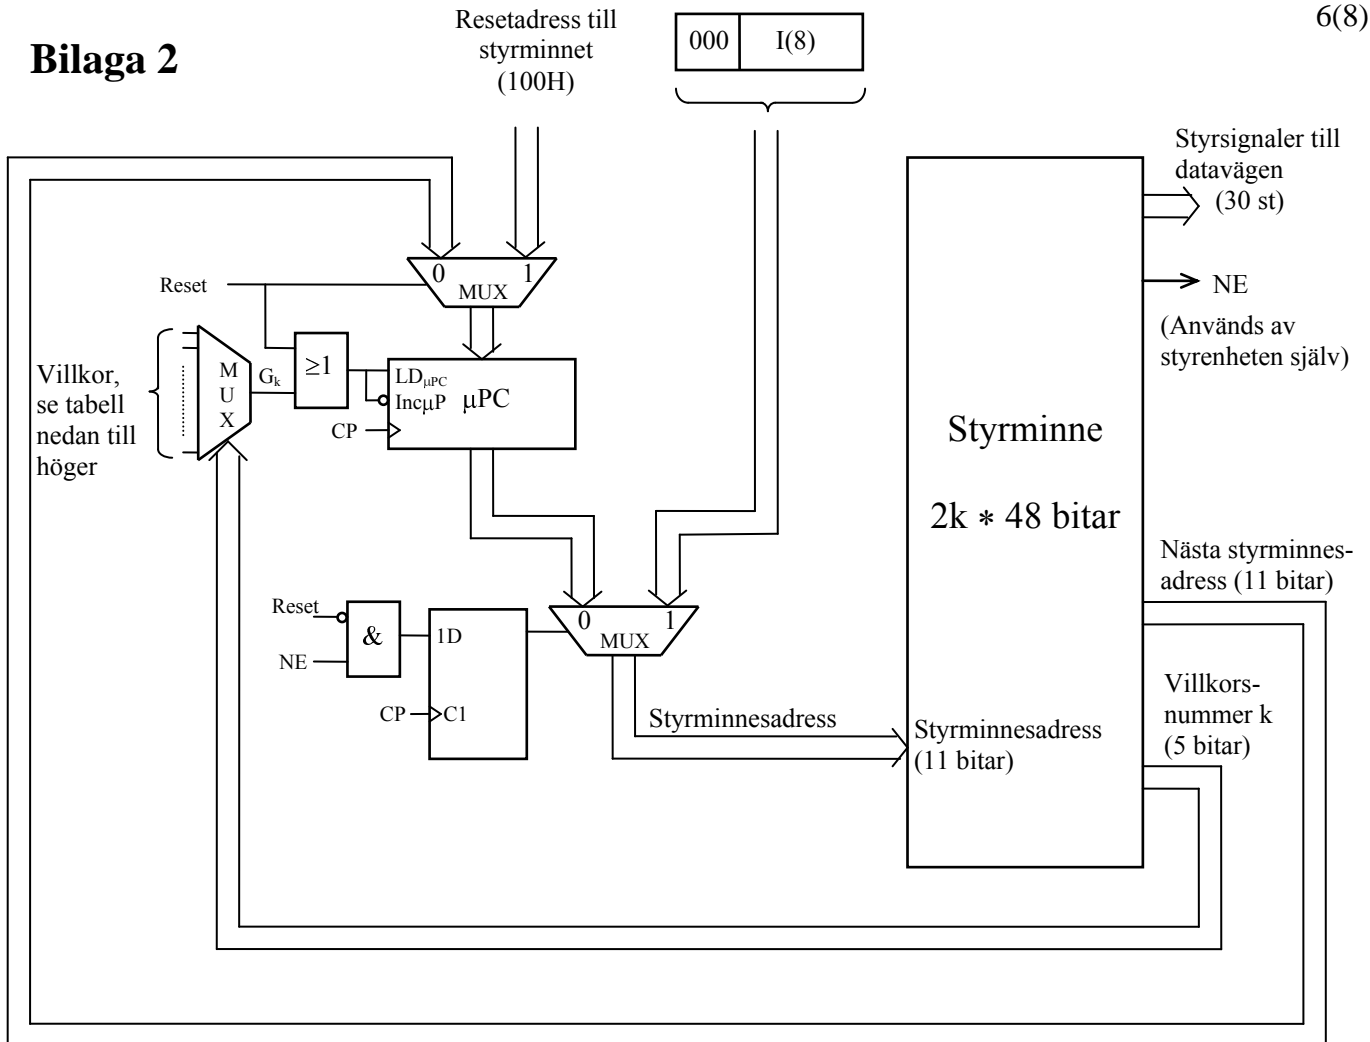 6(8)
Bilaga 2
Resetadress till
styrminnet
(100H)
000 I(8)
Styrsignaler till
datavägen
(30 st)
NE
(Används av
styrenheten själv)
0 1
MUX
Reset
Villkor,
se tabell
nedan till
höger
M
U
X
Gk
≥1
LDμPC
IncμP
μPC
CP
Styrminne
2k * 48 bitar
Nästa styrminnes-
adress (11 bitar)
Reset
NE
&
1D
CP
C1
0 1
MUX
Styrminnesadress
Styrminnesadress
(11 bitar)
Villkors-
nummer k
(5 bitar)